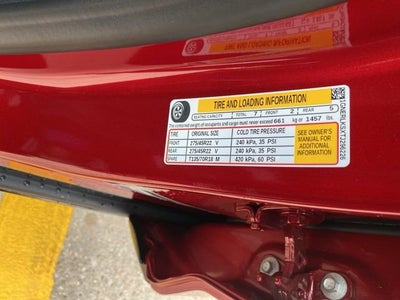 TIRE AND LOADING INFORMATION
SEATING CAPACITY TOTAL 7 FRONT 2 REAR 5
The combined weight of occupants and cargo must never exceed 661 kg or 1457 lbs.
TIRE ORIGINAL SIZE COLD TIRE PRESSURE
FRONT 275/45R22 V 240 kPa, 35 PSI
REAR 275/45R22 V 240 kPa, 35 PSI
SPARE T135/70R18 M 420 kPa, 60 PSI
SEE OWNER'S
MANUAL FOR
ADDITIONAL
INFORMATION